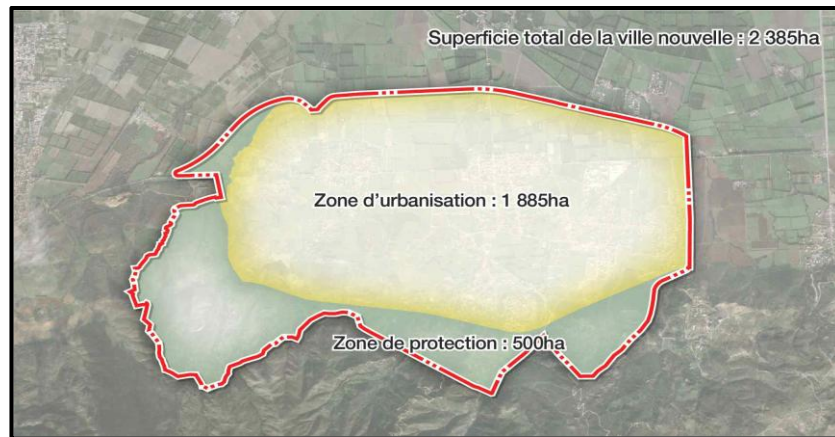 Superficie total de la ville nouvelle : 2 385ha
Zone d'urbanisation : 1 885ha
Zone de protection : 500ha